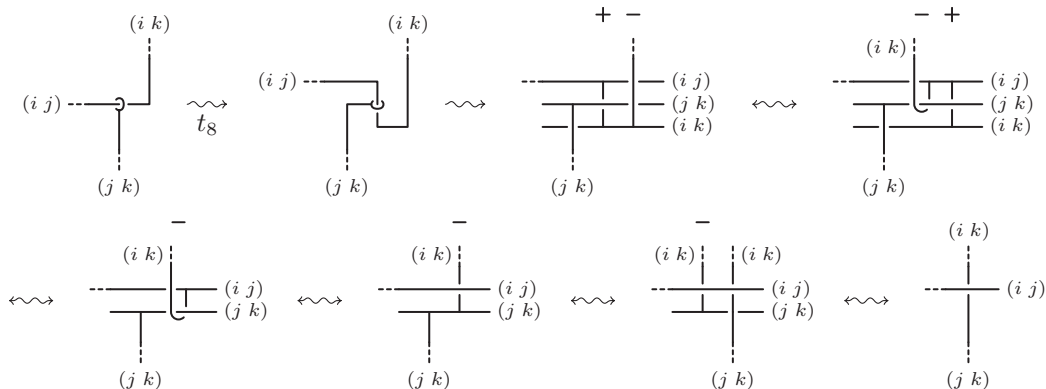 (i k) (i k) + − − +
(i k)
(i j) (i j) (i j) (i j)
(j k) (j k)
t₈ (i k) (i k)
(j k) (j k) (j k) (j k)
− − −
(i k) (i k) (i k) (i k) (i k)
(i j) (i j) (i j) (i j)
(j k) (j k) (j k)
(j k) (j k) (j k) (j k)